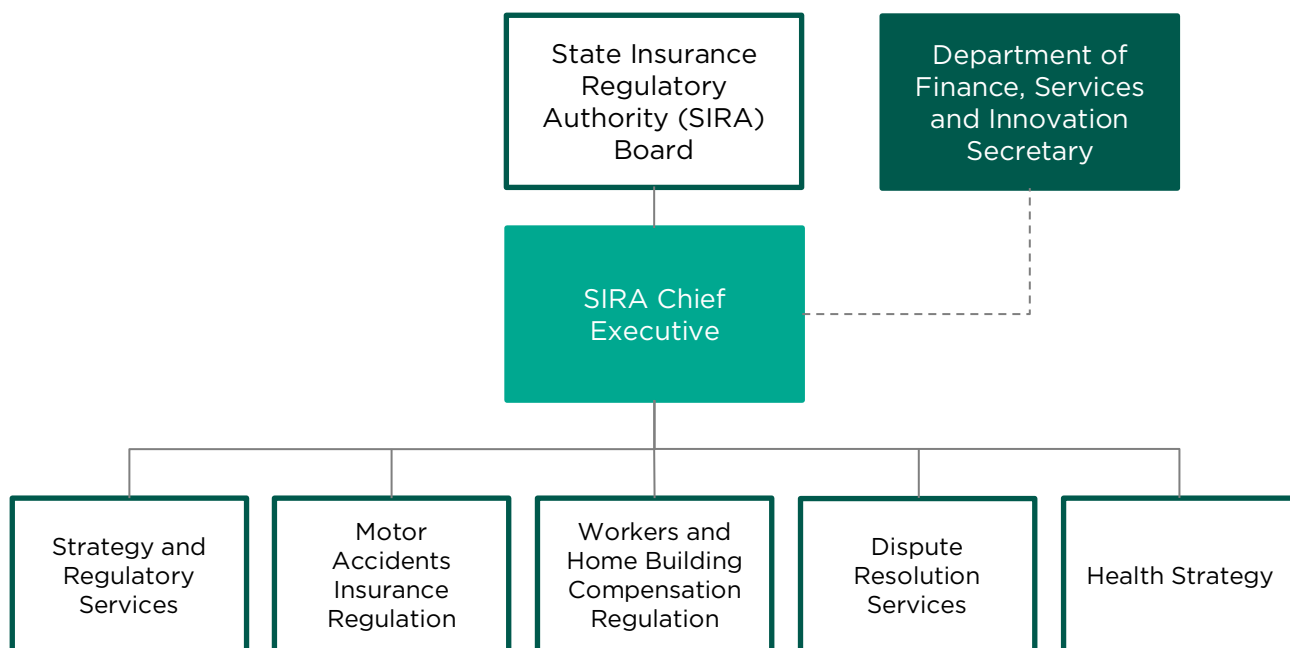 State Insurance
Regulatory
Authority (SIRA)
Board
Department of
Finance, Services
and Innovation
Secretary
SIRA Chief
Executive
Strategy and
Regulatory
Services
Motor
Accidents
Insurance
Regulation
Workers and
Home Building
Compensation
Regulation
Dispute
Resolution
Services
Health Strategy